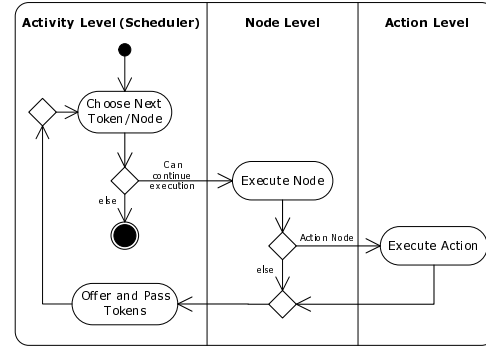 Activity Level (Scheduler)
Node Level
Action Level
Choose Next
Token/Node
Can
continue
execution
else
Execute Node
Action Node
Execute Action
else
Offer and Pass
Tokens